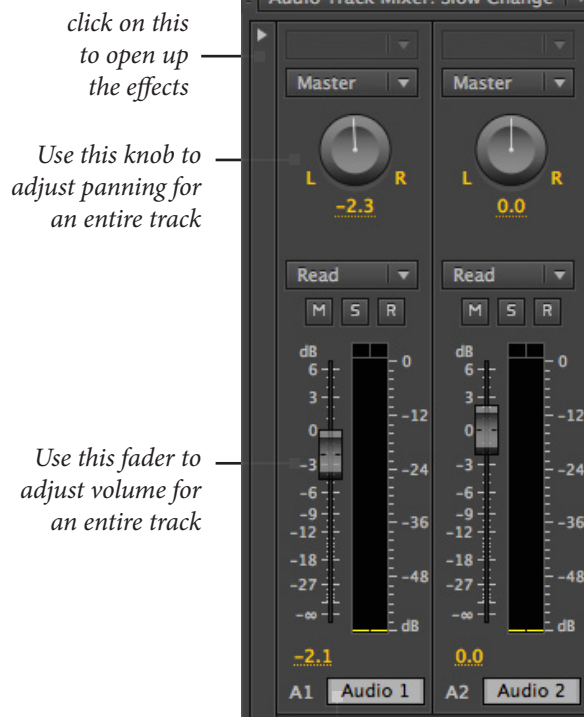 Audio Track Mixer: Slow Change
click on this
to open up
the effects
Master
Master
Use this knob to
adjust panning for
an entire track
L R
L R
-2.3
0.0
Read
Read
M S R
M S R
dB
6
3
0
-3
-6
-9
-12
-18
-27
-∞
0
-12
-24
-36
-48
dB
dB
6
3
0
-3
-6
-9
-12
-18
-27
-∞
0
-12
-24
-36
-48
dB
Use this fader to
adjust volume for
an entire track
-2.1
0.0
A1 Audio 1
A2 Audio 2